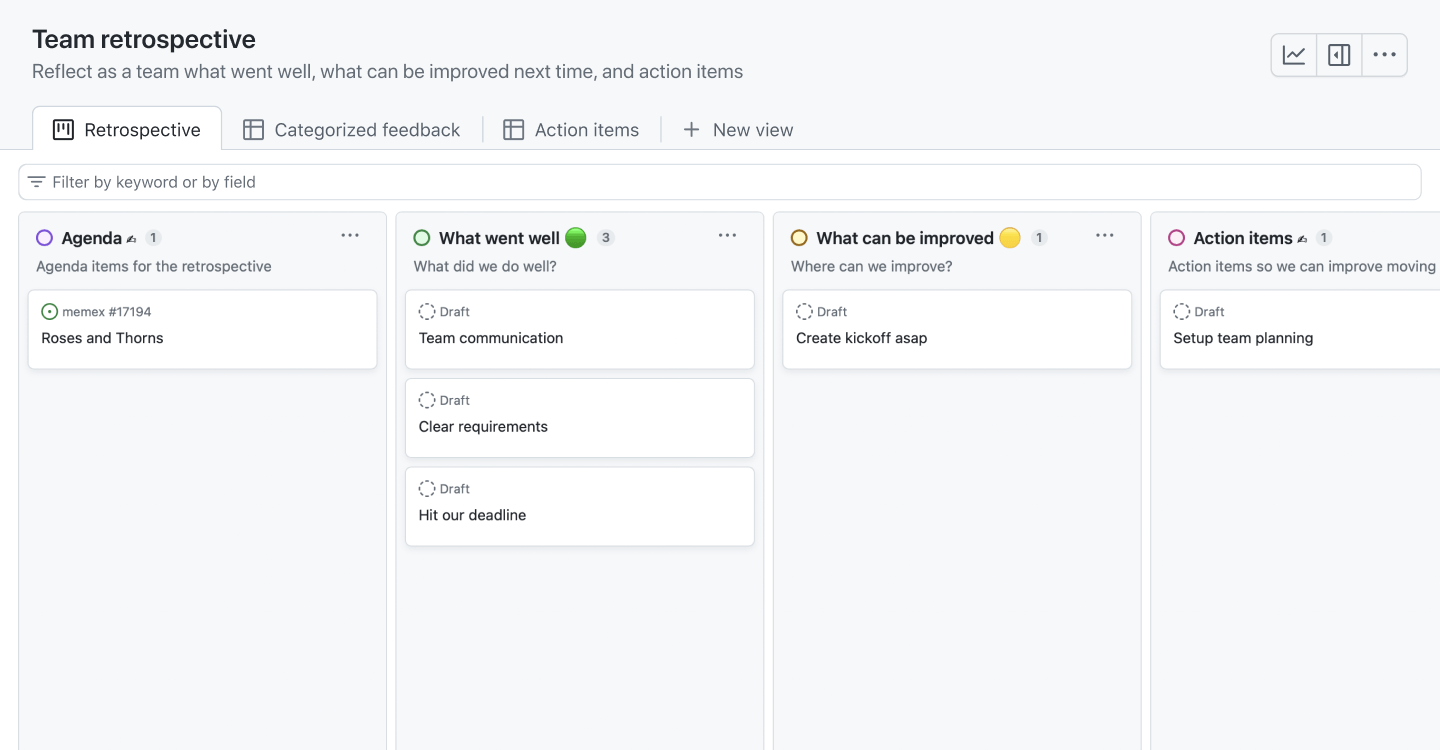 Team retrospective
Reflect as a team what went well, what can be improved next time, and action items
Retrospective
Categorized feedback
Action items
New view
Filter by keyword or by field
Agenda ✍️ 1
Agenda items for the retrospective
memex #17194
Roses and Thorns
What went well 🟢 3
What did we do well?
Draft
Team communication
Draft
Clear requirements
Draft
Hit our deadline
What can be improved 🟡 1
Where can we improve?
Draft
Create kickoff asap
Action items ✍️ 1
Action items so we can improve moving
Draft
Setup team planning